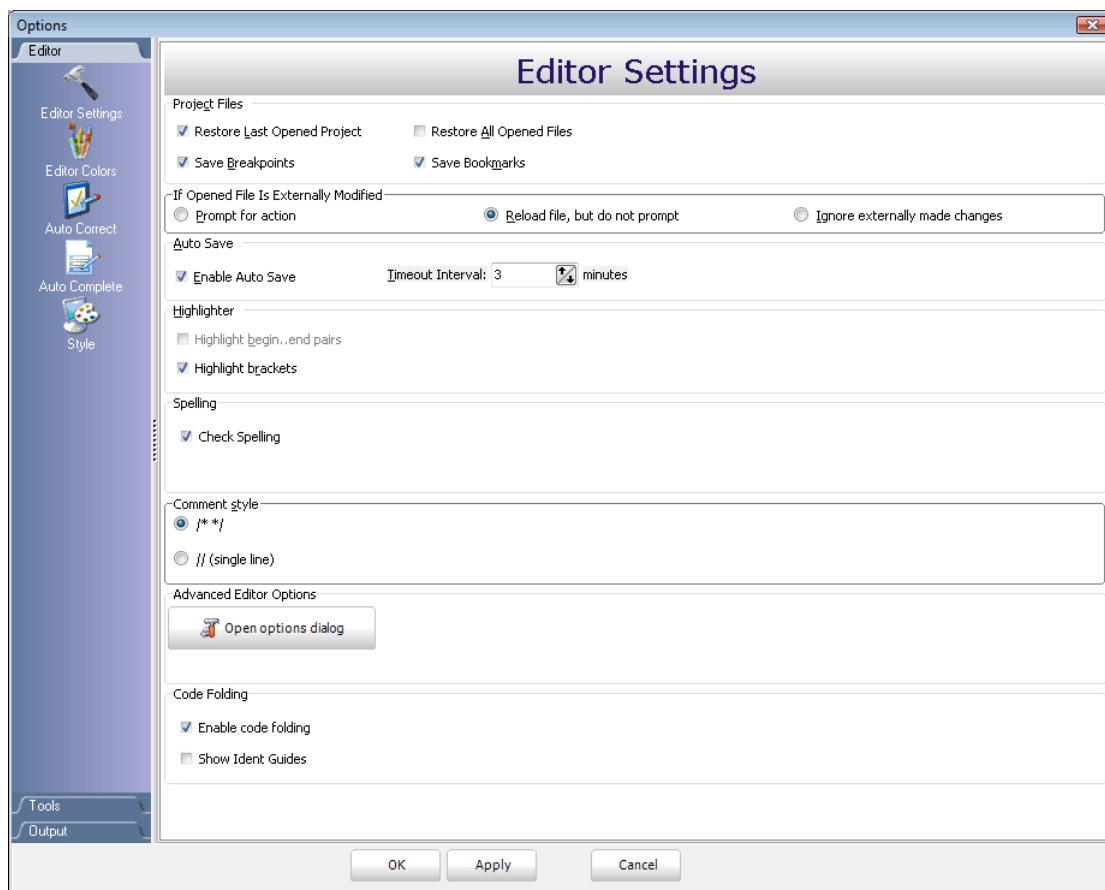 Options
Editor
Editor Settings
Editor Colors
Auto Correct
Auto Complete
Style
Tools
Output
Editor Settings
Project Files
Restore Last Opened Project
Restore All Opened Files
Save Breakpoints
Save Bookmarks
If Opened File Is Externally Modified
Prompt for action
Reload file, but do not prompt
Ignore externally made changes
Auto Save
Enable Auto Save
Timeout Interval: 3 minutes
Highlighter
Highlight begin..end pairs
Highlight brackets
Spelling
Check Spelling
Comment style
/* */
// (single line)
Advanced Editor Options
Open options dialog
Code Folding
Enable code folding
Show Ident Guides
OK
Apply
Cancel